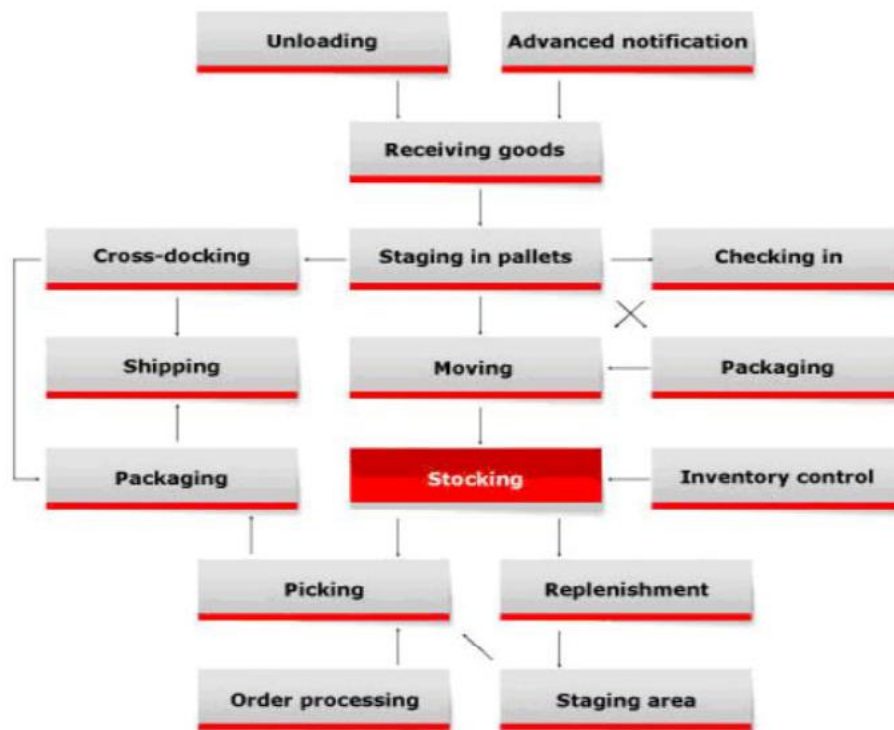 Unloading
Advanced notification
Receiving goods
Cross-docking
Staging in pallets
Checking in
Shipping
Moving
Packaging
Packaging
Stocking
Inventory control
Picking
Replenishment
Order processing
Staging area